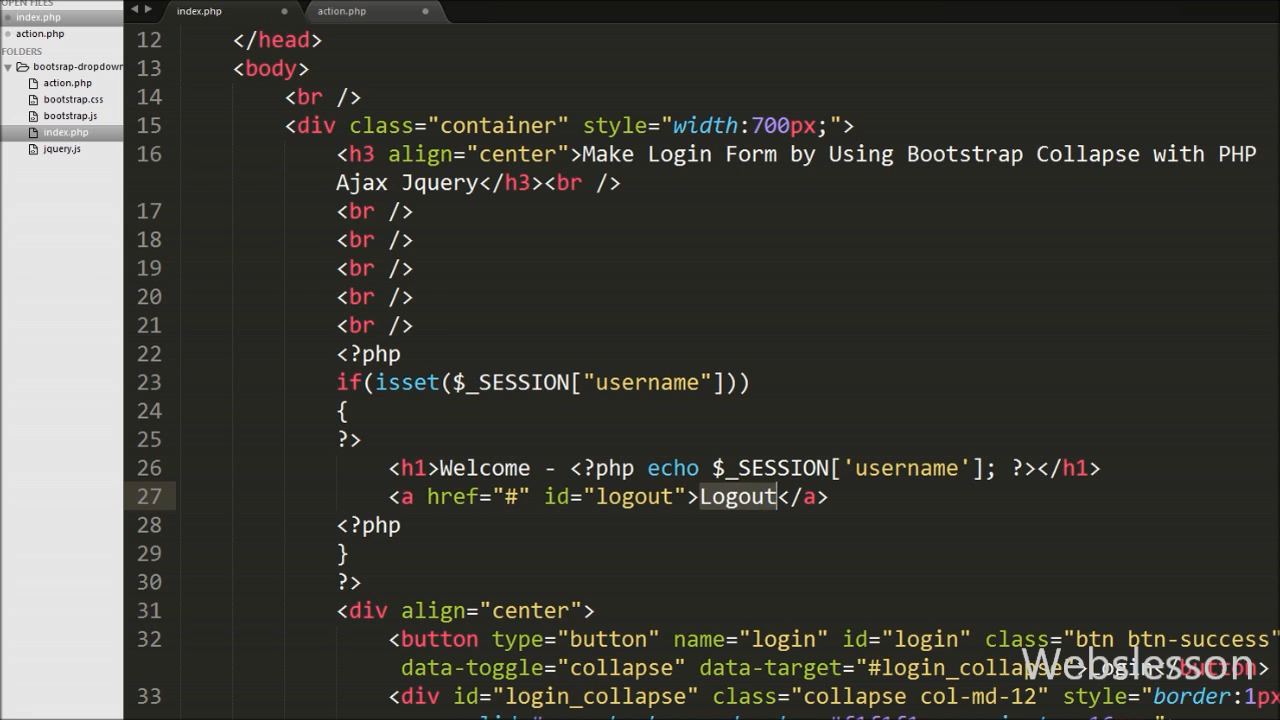 OPEN FILES
index.php
action.php
FOLDERS
bootsrap-dropdown
action.php
bootstrap.css
bootstrap.js
index.php
jquery.js
index.php
action.php
12 </head>
13 <body>
14 <br />
15 <div class="container" style="width:700px;">
16 <h3 align="center">Make Login Form by Using Bootstrap Collapse with PHP
Ajax Jquery</h3><br />
17 <br />
18 <br />
19 <br />
20 <br />
21 <br />
22 <?php
23 if(isset($_SESSION["username"]))
24 {
25 ?>
26 <h1>Welcome - <?php echo $_SESSION['username']; ?></h1>
27 <a href="#" id="logout">Logout</a>
28 <?php
29 }
30 ?>
31 <div align="center">
32 <button type="button" name="login" id="login" class="btn btn-success"
data-toggle="collapse" data-target="#login_collapse">Login</button>
33 <div id="login_collapse" class="collapse col-md-12" style="border:1px
Webslesson